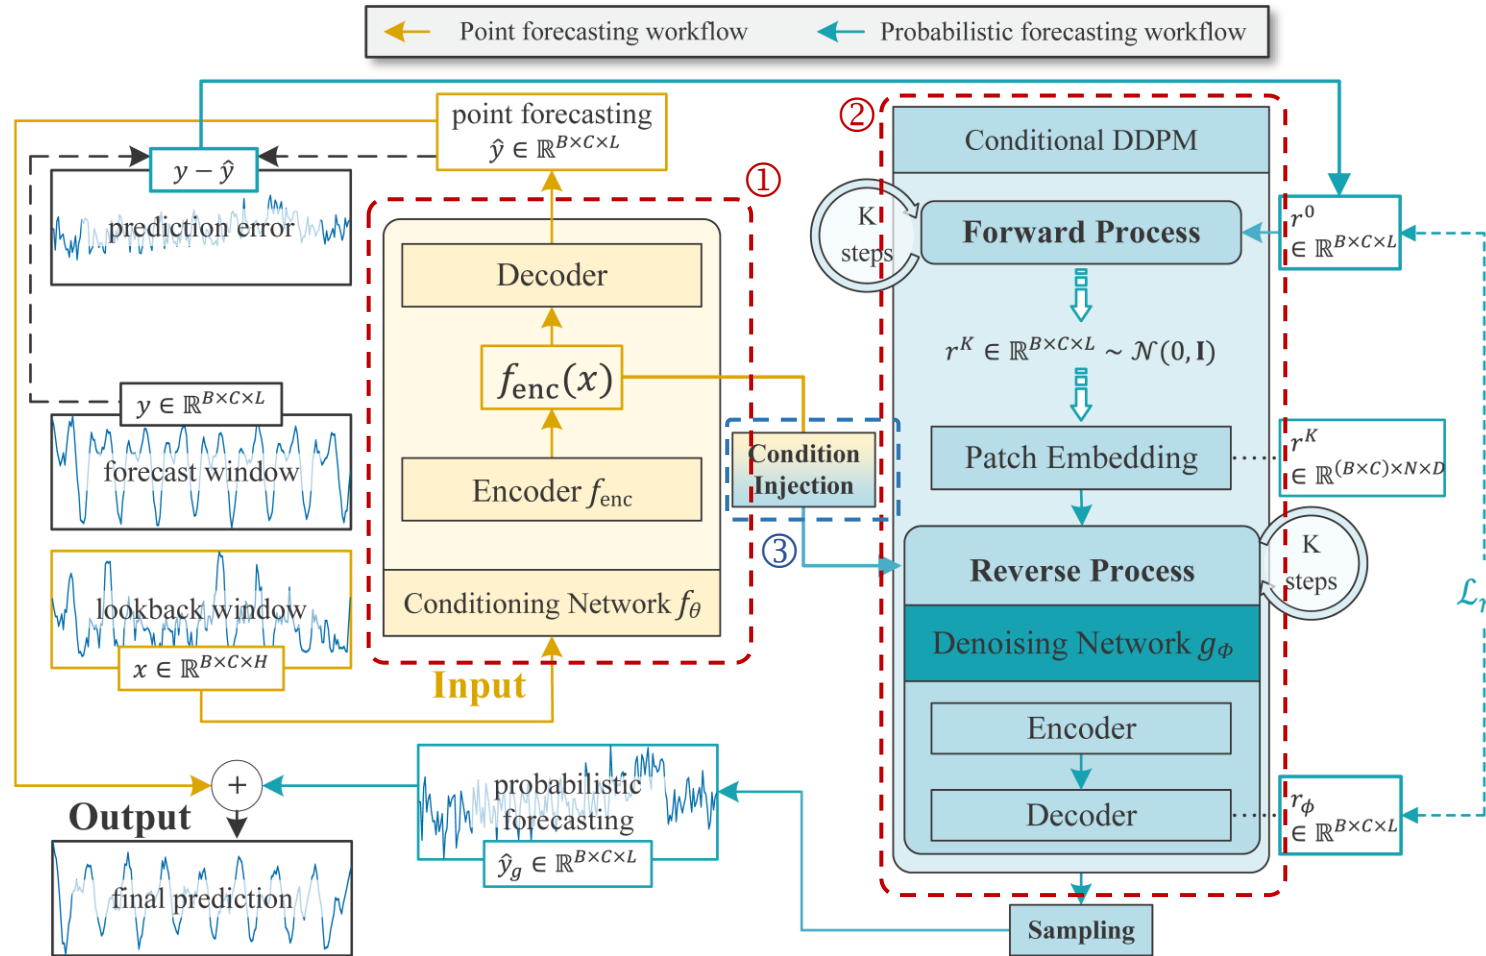 Point forecasting workflow
Probabilistic forecasting workflow
point forecasting
ŷ ∈ ℝ^{B×C×L}
y − ŷ
prediction error
y ∈ ℝ^{B×C×L}
forecast window
lookback window
x ∈ ℝ^{B×C×H}
①
Decoder
f_enc(x)
Encoder f_enc
Conditioning Network f_θ
Input
Condition
Injection
③
②
Conditional DDPM
K
steps
Forward Process
r^0
∈ ℝ^{B×C×L}
r^K ∈ ℝ^{B×C×L} ~ 𝒩(0, I)
Patch Embedding
r^K
∈ ℝ^{(B×C)×N×D}
Reverse Process
K
steps
Denoising Network g_Φ
Encoder
Decoder
r_ϕ
∈ ℝ^{B×C×L}
Sampling
probabilistic
forecasting
ŷ_g ∈ ℝ^{B×C×L}
+
Output
final prediction